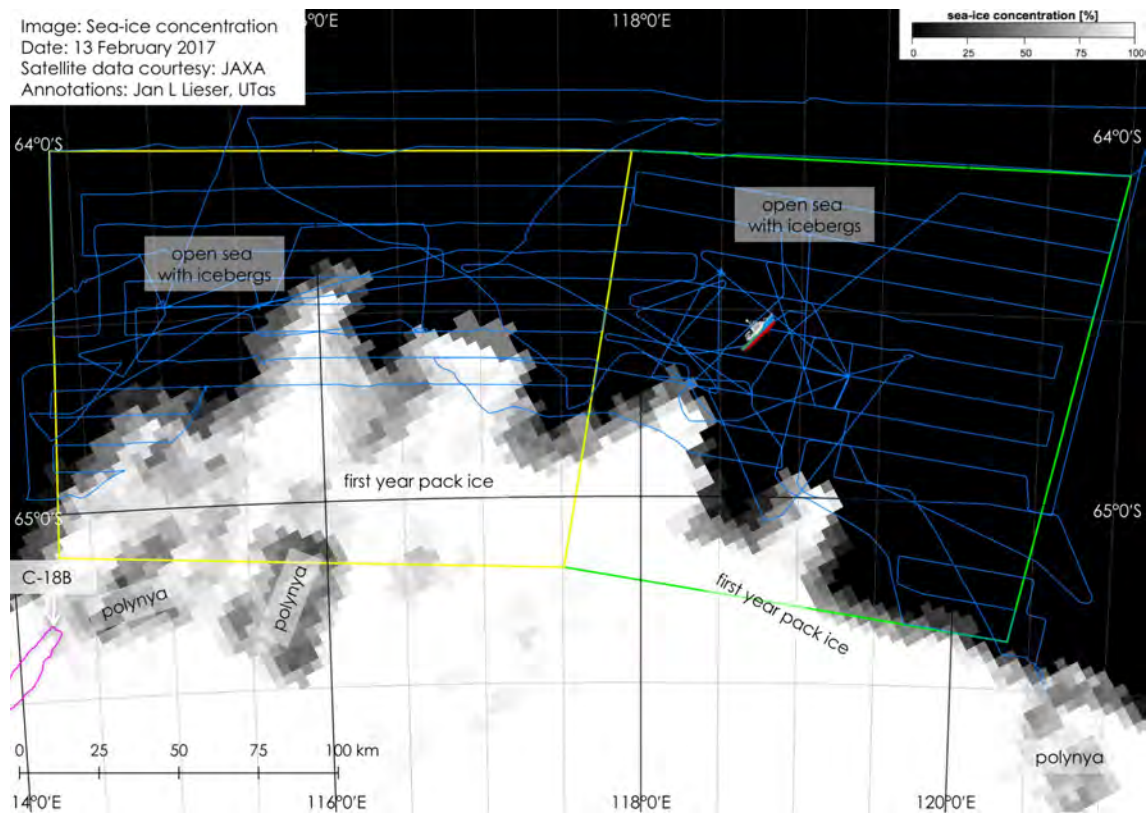 Image: Sea-ice concentration
Date: 13 February 2017
Satellite data courtesy: JAXA
Annotations: Jan L Lieser, UTas
°0'E
118°0'E
sea-ice concentration [%]
0 25 50 75 100
64°0'S
64°0'S
open sea
with icebergs
open sea
with icebergs
first year pack ice
65°0'S
65°0'S
C-18B
polynya
polynya
first year pack ice
polynya
0 25 50 75 100 km
14°0'E
116°0'E
118°0'E
120°0'E